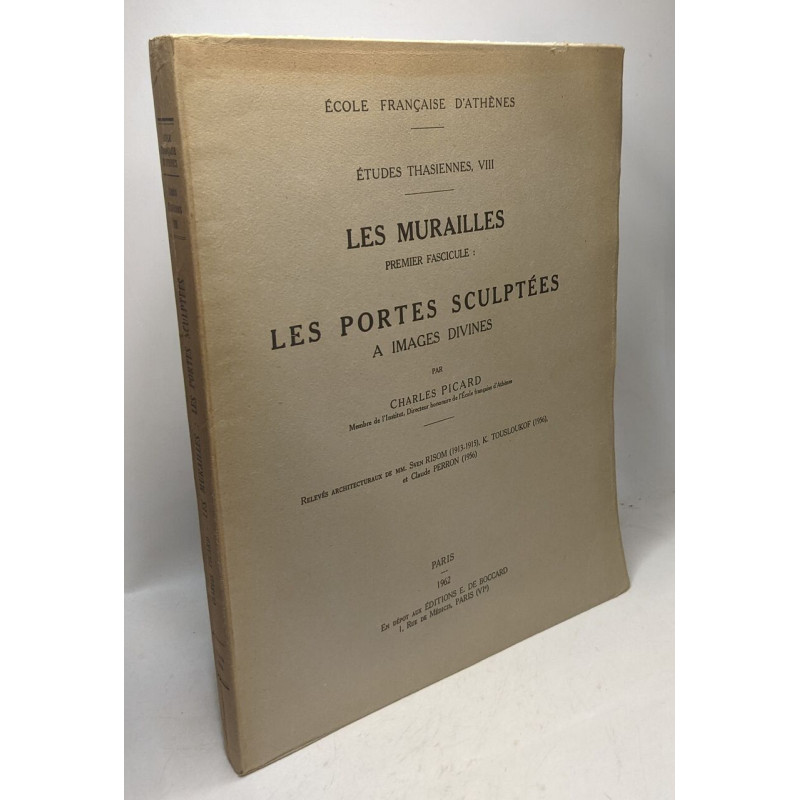 ÉCOLE FRANÇAISE D'ATHÈNES
ÉTUDES THASIENNES, VIII
LES MURAILLES
PREMIER FASCICULE :
LES PORTES SCULPTÉES
A IMAGES DIVINES
PAR
CHARLES PICARD
Membre de l'Institut, Directeur honoraire de l'École française d'Athènes
RELEVÉS ARCHITECTURAUX DE MM. SVEN RISOM (1913-1915), K. TOUSLOUKOF (1956),
et Claude PERRON (1956)
PARIS
1962
EN DÉPOT AUX ÉDITIONS E. DE BOCCARD
1, RUE DE MÉDICIS, PARIS (VIᵉ)
LES MURAILLES LES PORTES SCULPTÉES